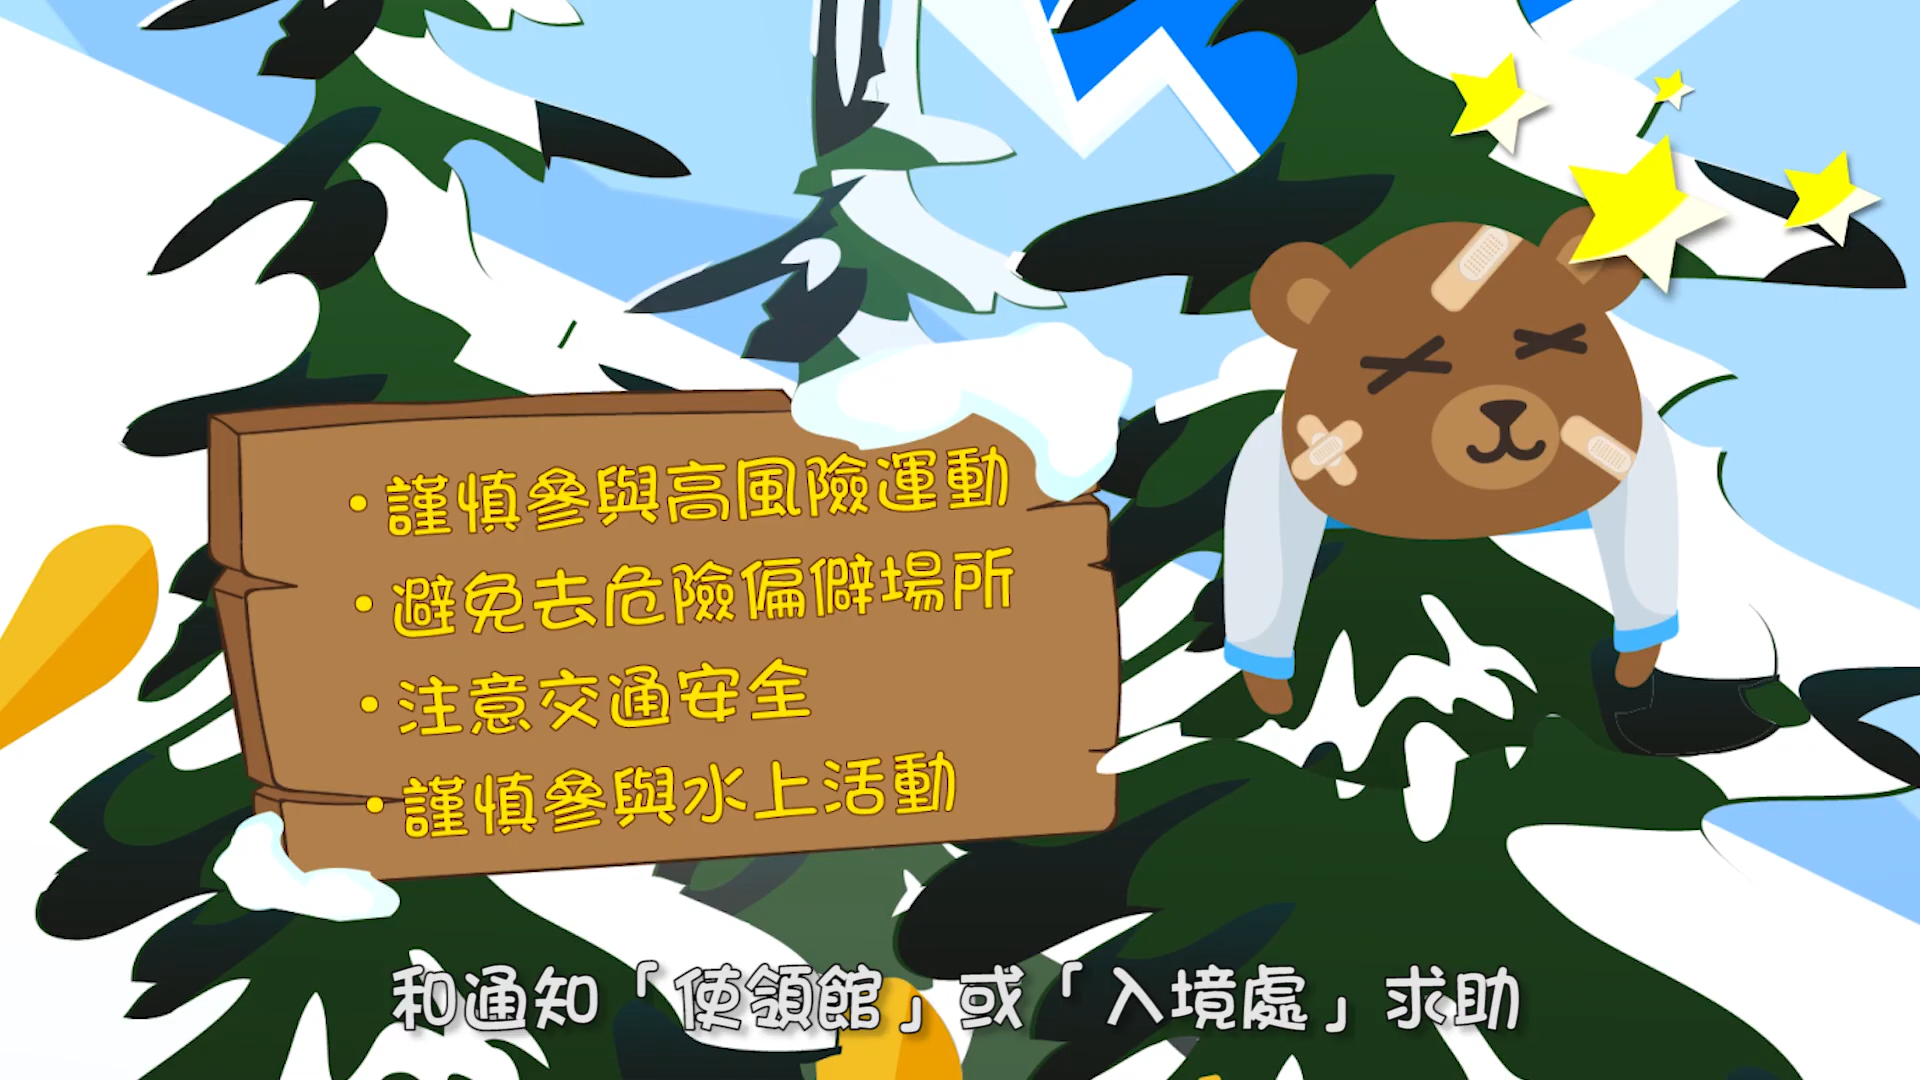 •謹慎參與高風險運動
•避免去危險偏僻場所
•注意交通安全
•謹慎參與水上活動
和通知「使領館」或「入境處」求助